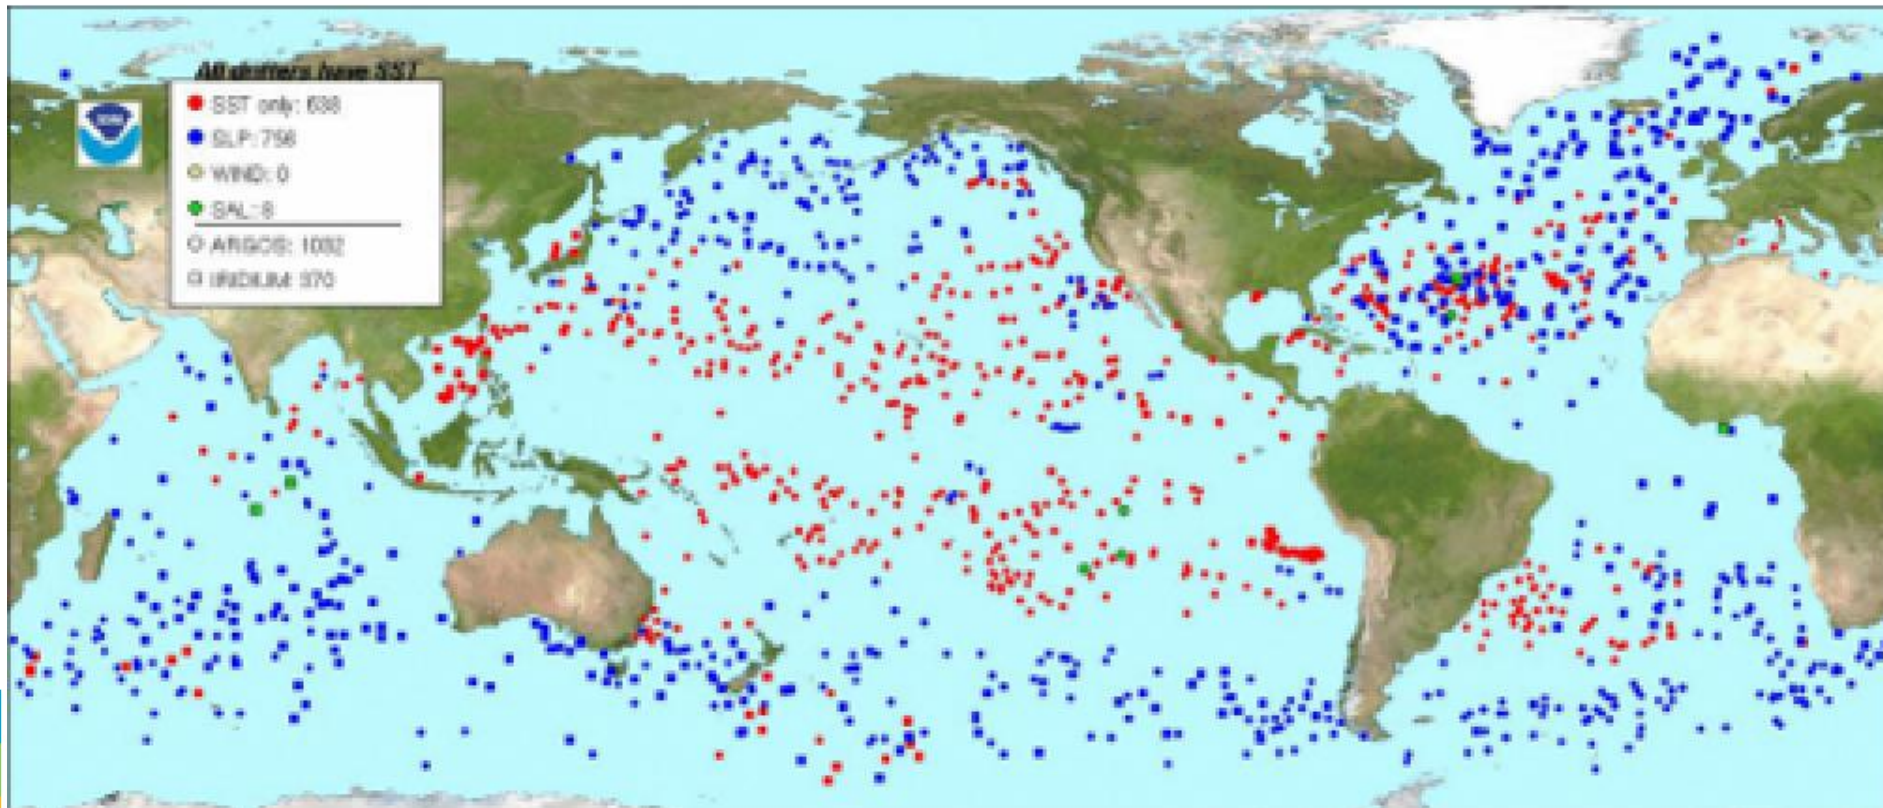 All drifters have SST
SST only: 638
SLP: 756
WIND: 0
SAL: 8
ARGOS: 1032
IRIDIUM: 370